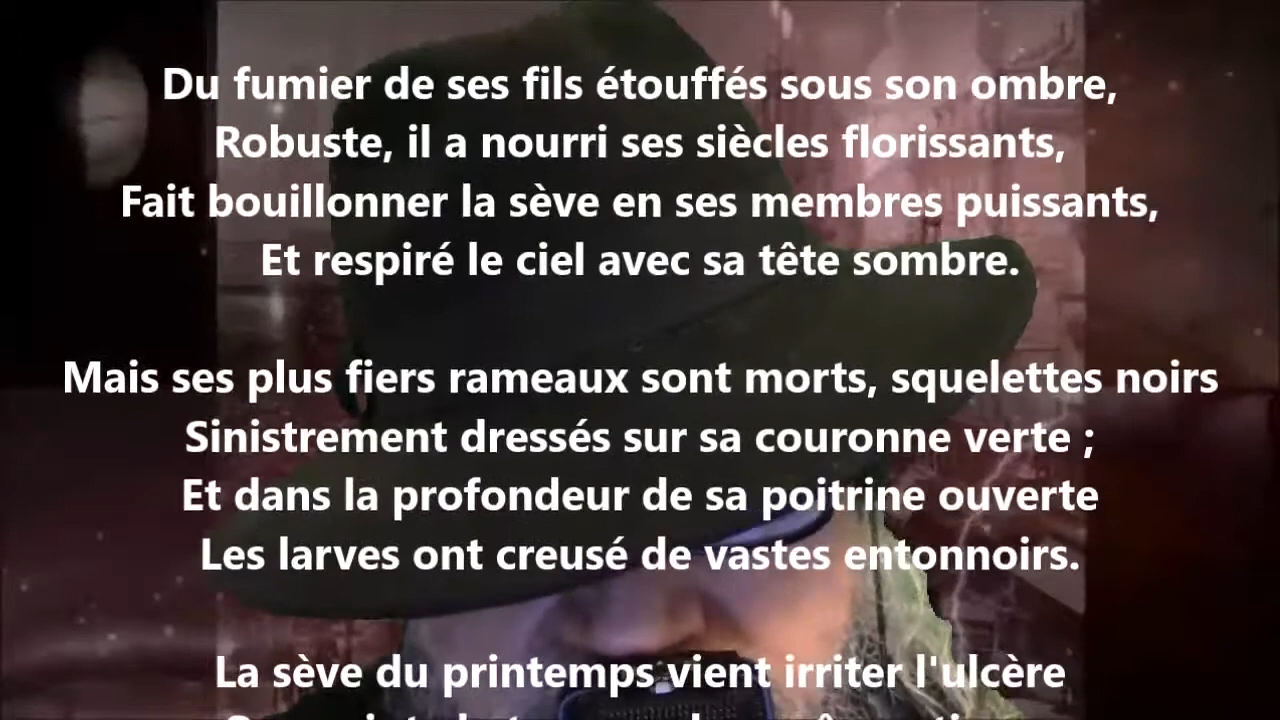 Du fumier de ses fils étouffés sous son ombre,
Robuste, il a nourri ses siècles florissants,
Fait bouillonner la sève en ses membres puissants,
Et respiré le ciel avec sa tête sombre.
Mais ses plus fiers rameaux sont morts, squelettes noirs
Sinistrement dressés sur sa couronne verte ;
Et dans la profondeur de sa poitrine ouverte
Les larves ont creusé de vastes entonnoirs.
La sève du printemps vient irriter l'ulcère